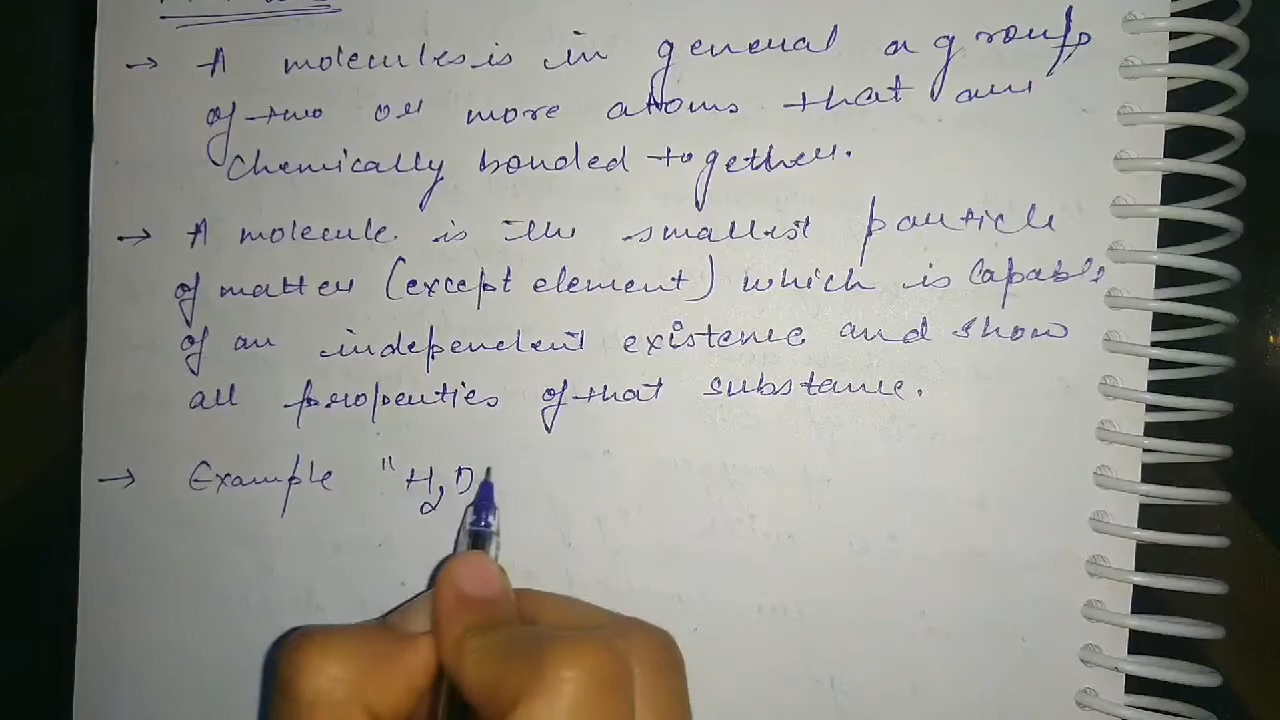 → A molecules is in general a group
of two or more atoms that are
chemically bonded together.
→ A molecule is the smallest particle
of matter (except element) which is capable
of an independent existence and show
all properties of that substance.
→ Example "H2O